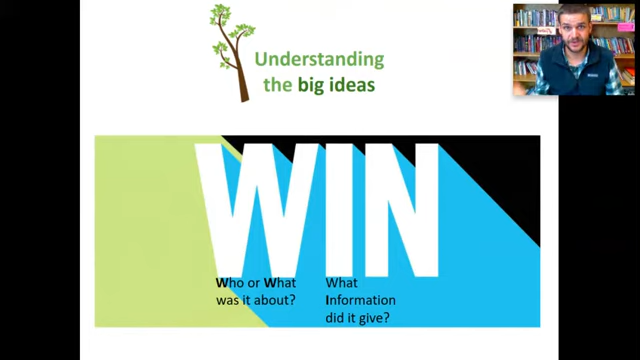 Understanding
the big ideas
WIN
Who or What
was it about?
What
Information
did it give?